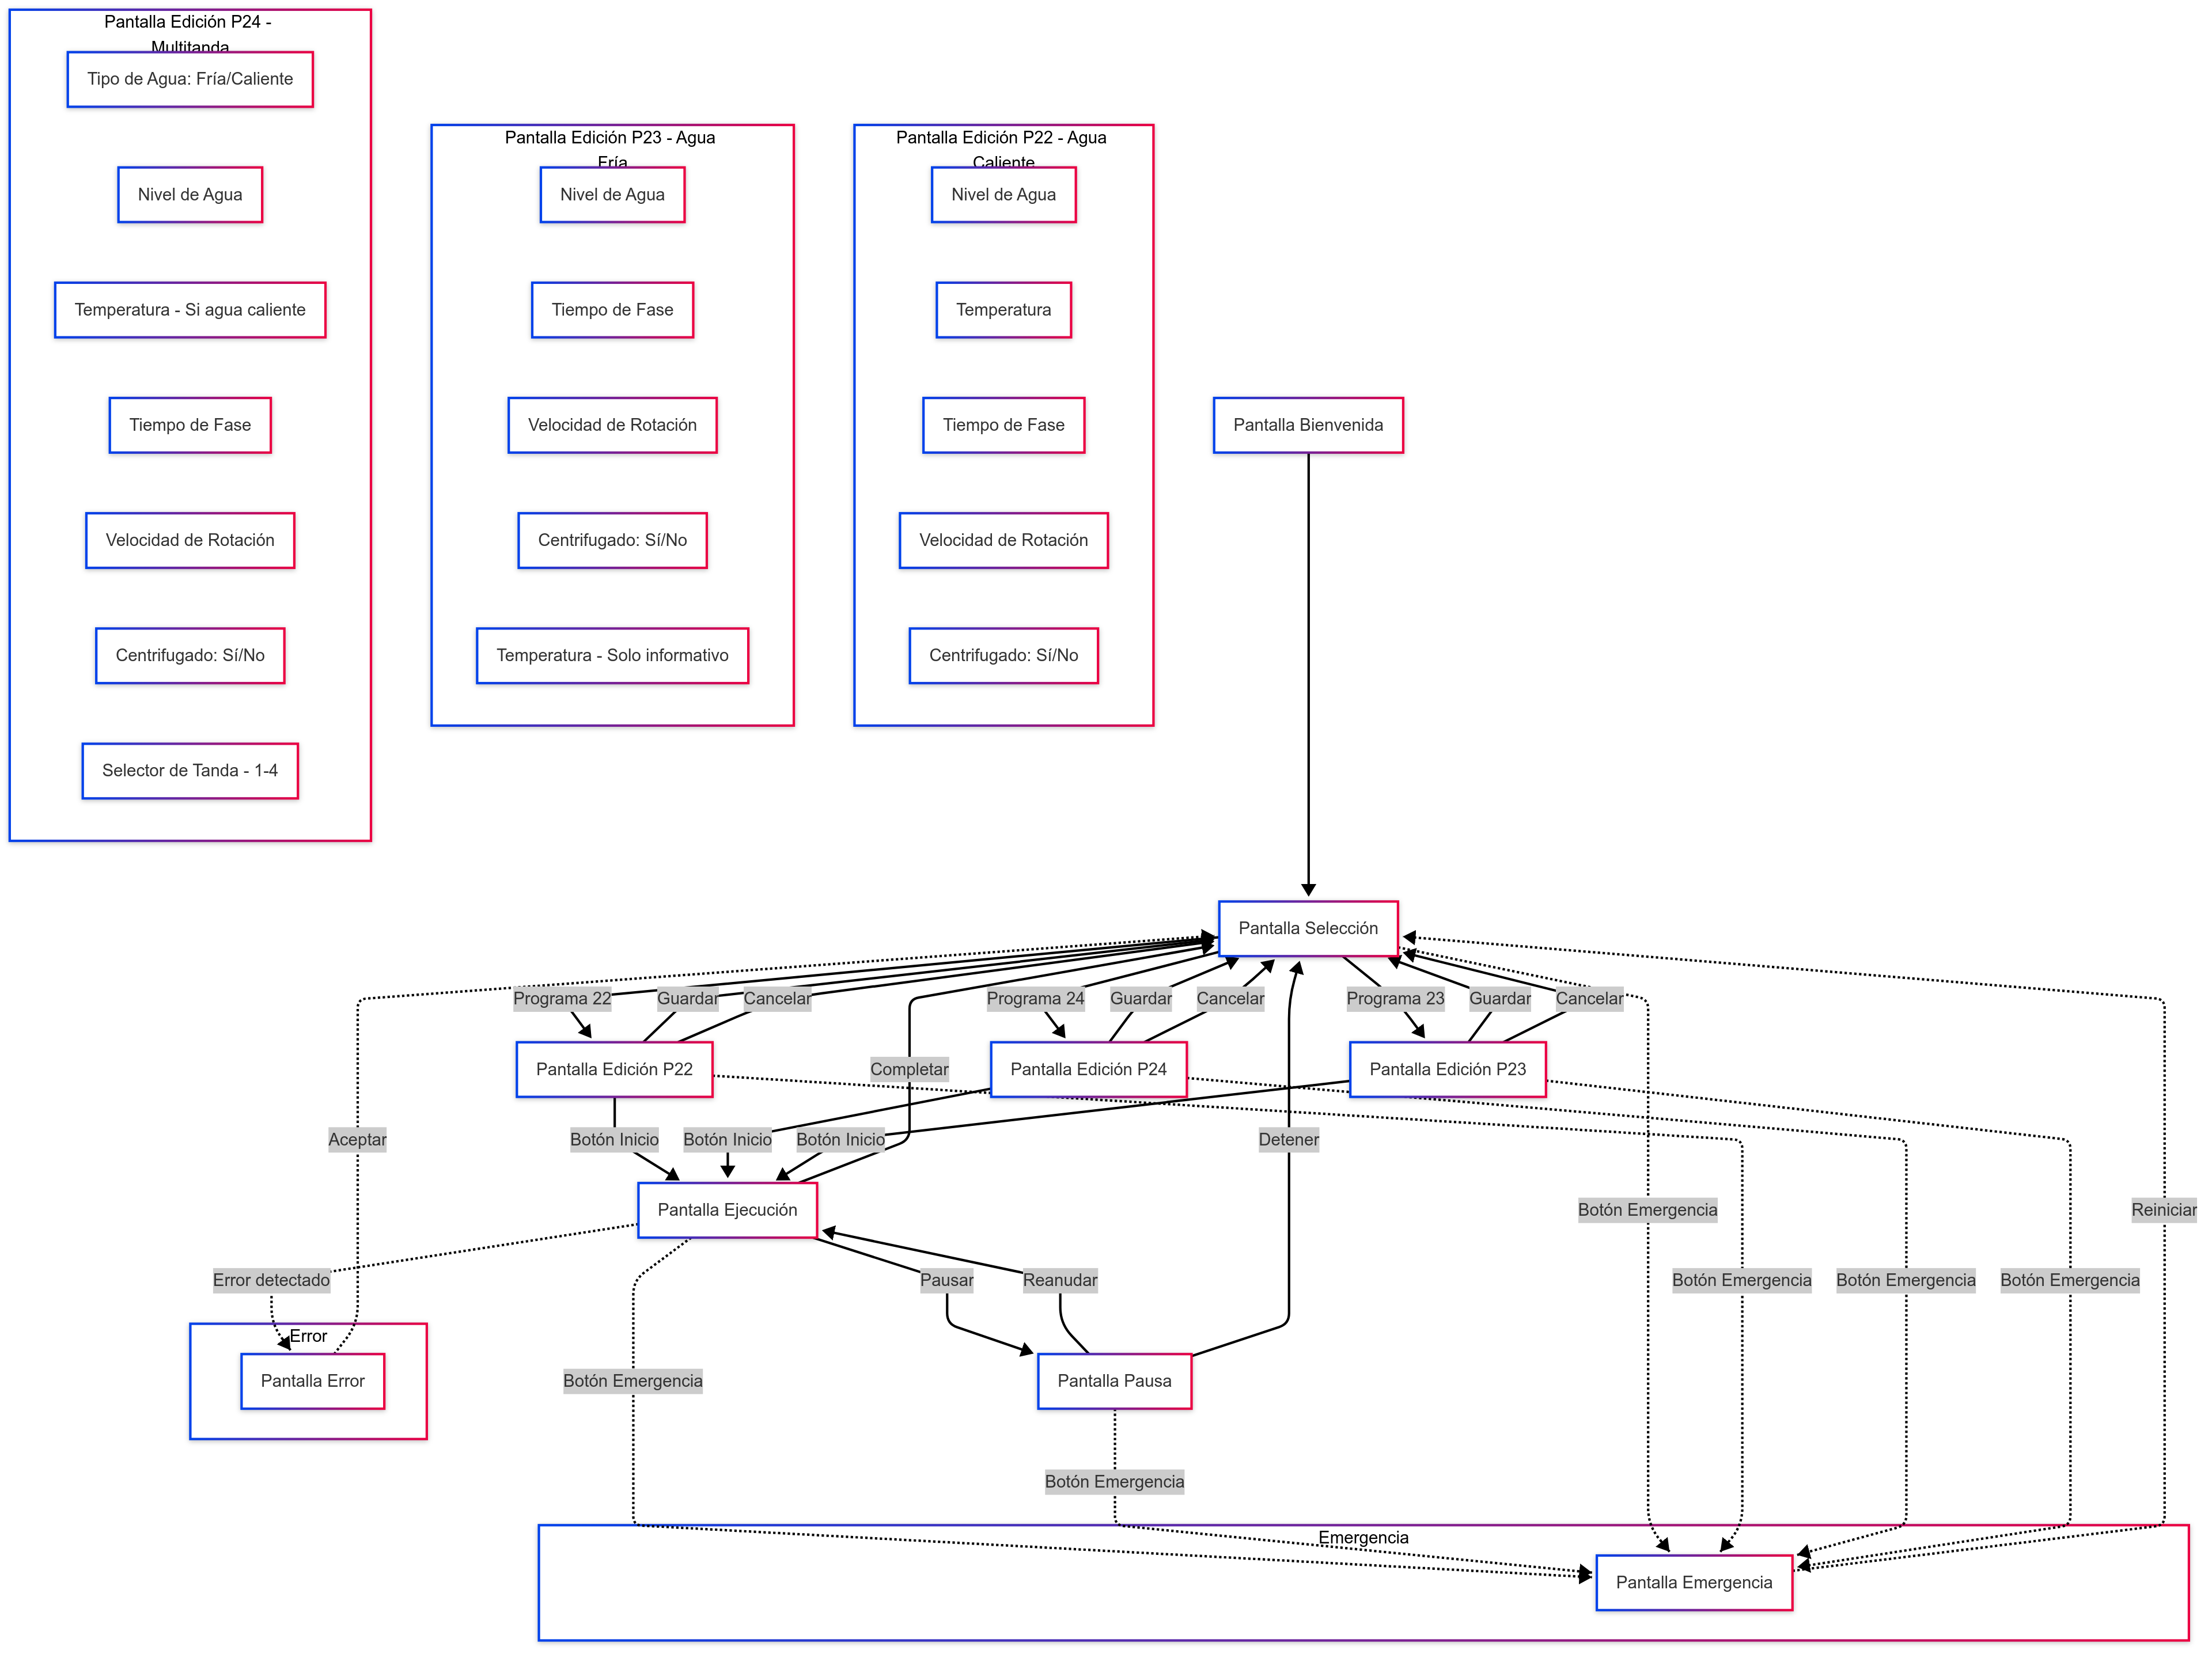 Pantalla Edición P24 -
Multitanda
Tipo de Agua: Fría/Caliente
Nivel de Agua
Temperatura - Si agua caliente
Tiempo de Fase
Velocidad de Rotación
Centrifugado: Sí/No
Selector de Tanda - 1-4
Pantalla Edición P23 - Agua
Fría
Nivel de Agua
Tiempo de Fase
Velocidad de Rotación
Centrifugado: Sí/No
Temperatura - Solo informativo
Pantalla Edición P22 - Agua
Caliente
Nivel de Agua
Temperatura
Tiempo de Fase
Velocidad de Rotación
Centrifugado: Sí/No
Pantalla Bienvenida
Pantalla Selección
Programa 22
Guardar
Cancelar
Programa 24
Guardar
Cancelar
Programa 23
Guardar
Cancelar
Pantalla Edición P22
Completar
Pantalla Edición P24
Pantalla Edición P23
Aceptar
Botón Inicio
Botón Inicio
Botón Inicio
Detener
Pantalla Ejecución
Botón Emergencia
Reiniciar
Error detectado
Pausar
Reanudar
Botón Emergencia
Botón Emergencia
Botón Emergencia
Error
Pantalla Error
Botón Emergencia
Pantalla Pausa
Botón Emergencia
Emergencia
Pantalla Emergencia